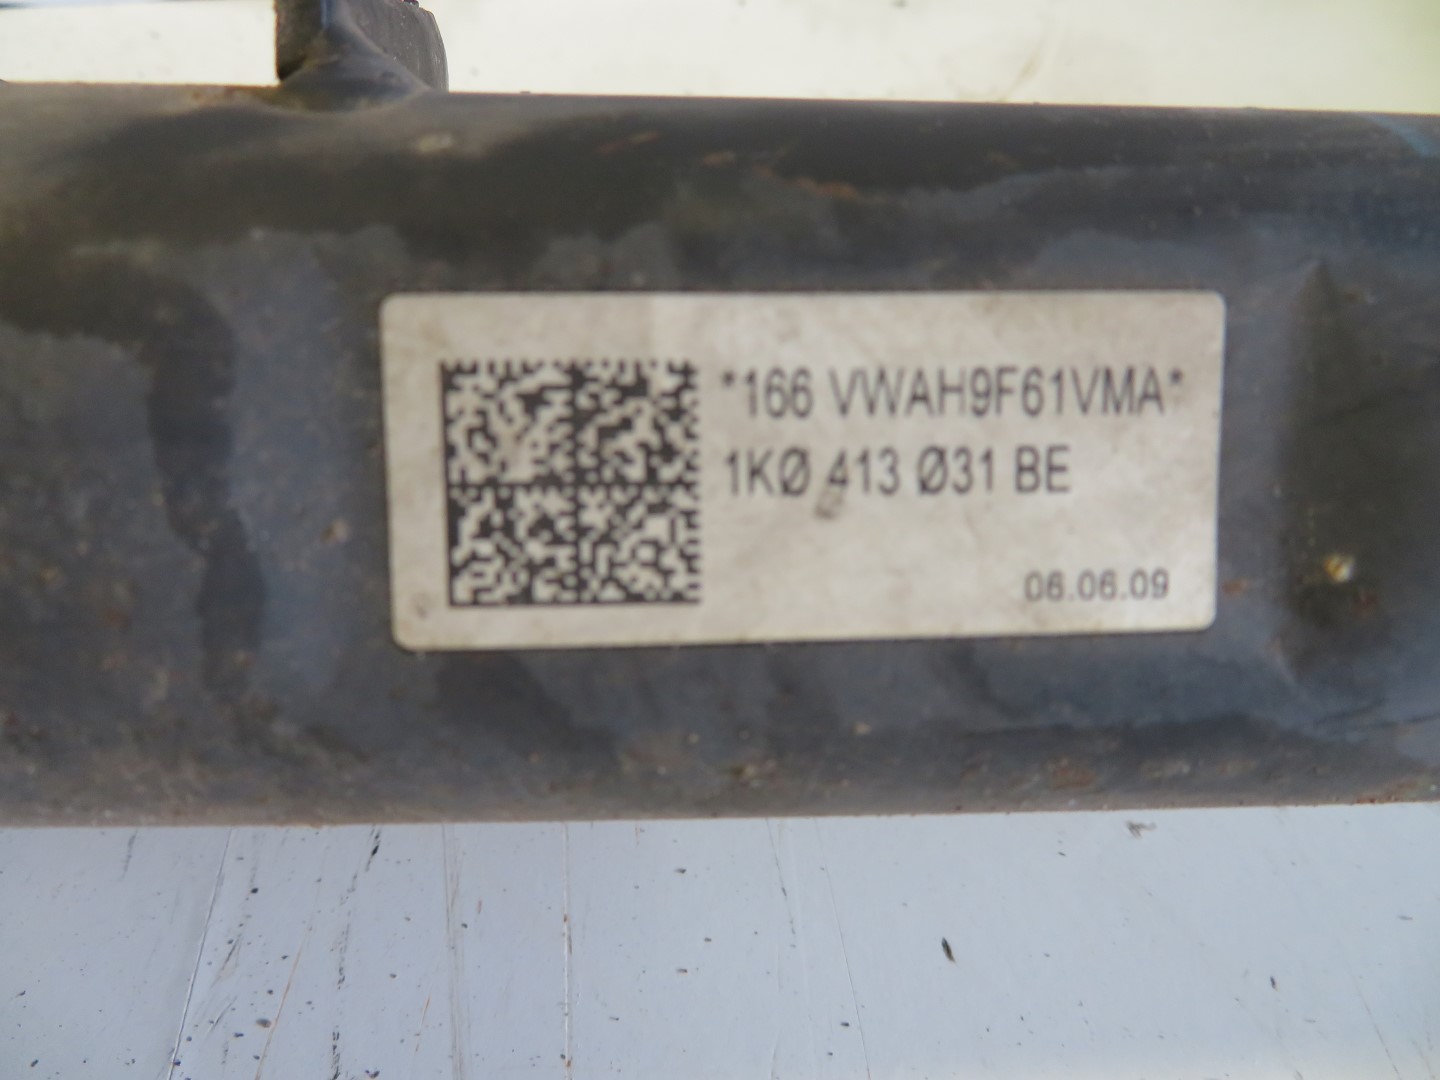 *166 VWAH9F61VMA*
1KØ 413 Ø31 BE
06.06.09